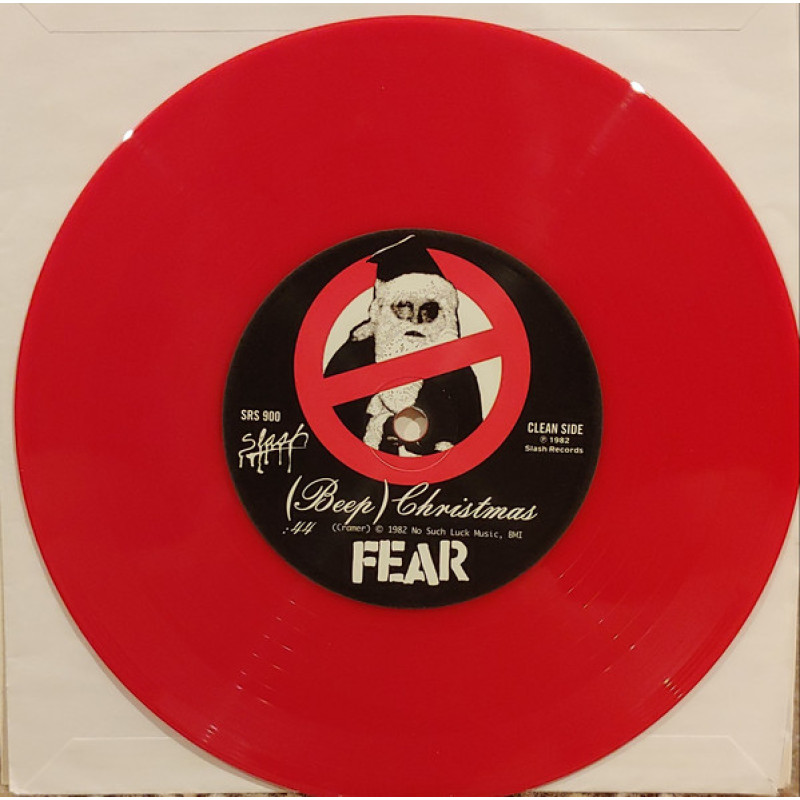 SRS 900
slash
CLEAN SIDE
℗ 1982
Slash Records
(Beep) Christmas
:44
(Cramer) © 1982 No Such Luck Music, BMI
FEAR